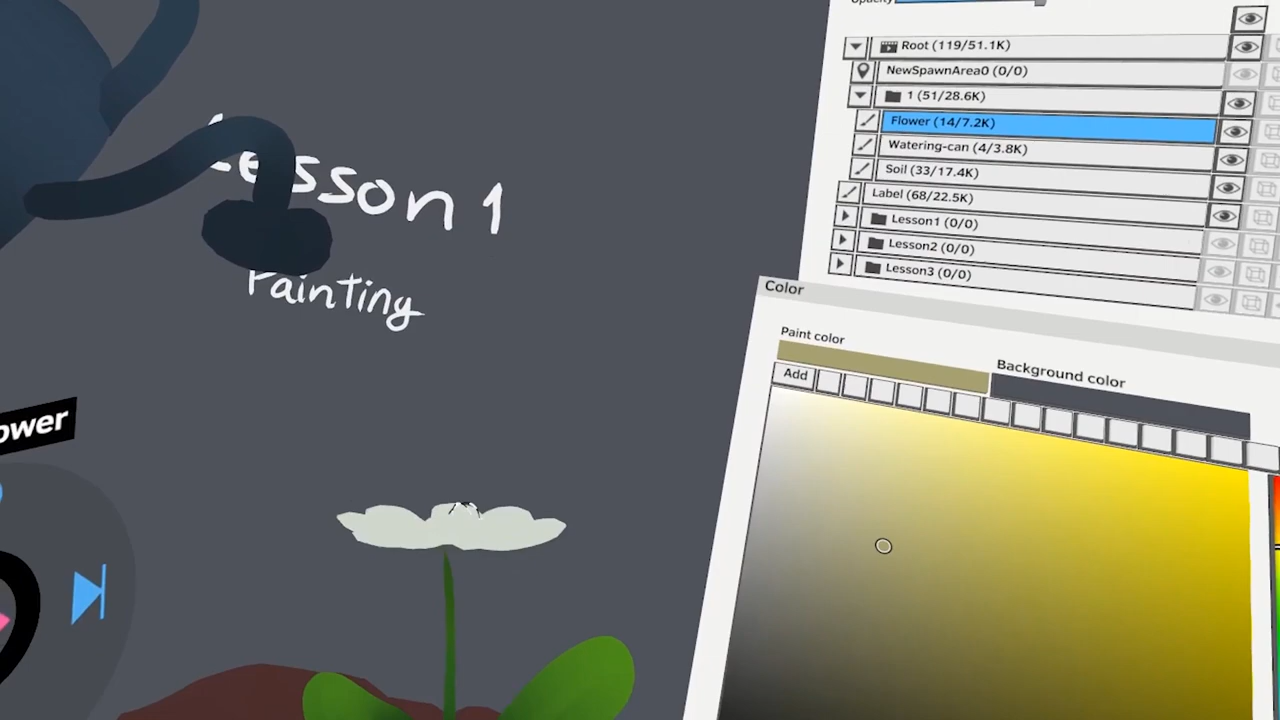 Opacity
Root (119/51.1K)
NewSpawnArea0 (0/0)
1 (51/28.6K)
Flower (14/7.2K)
Watering-can (4/3.8K)
Soil (33/17.4K)
Label (68/22.5K)
Lesson1 (0/0)
Lesson2 (0/0)
Lesson3 (0/0)
Lesson 1
Painting
Color
Paint color
Background color
Add
ower